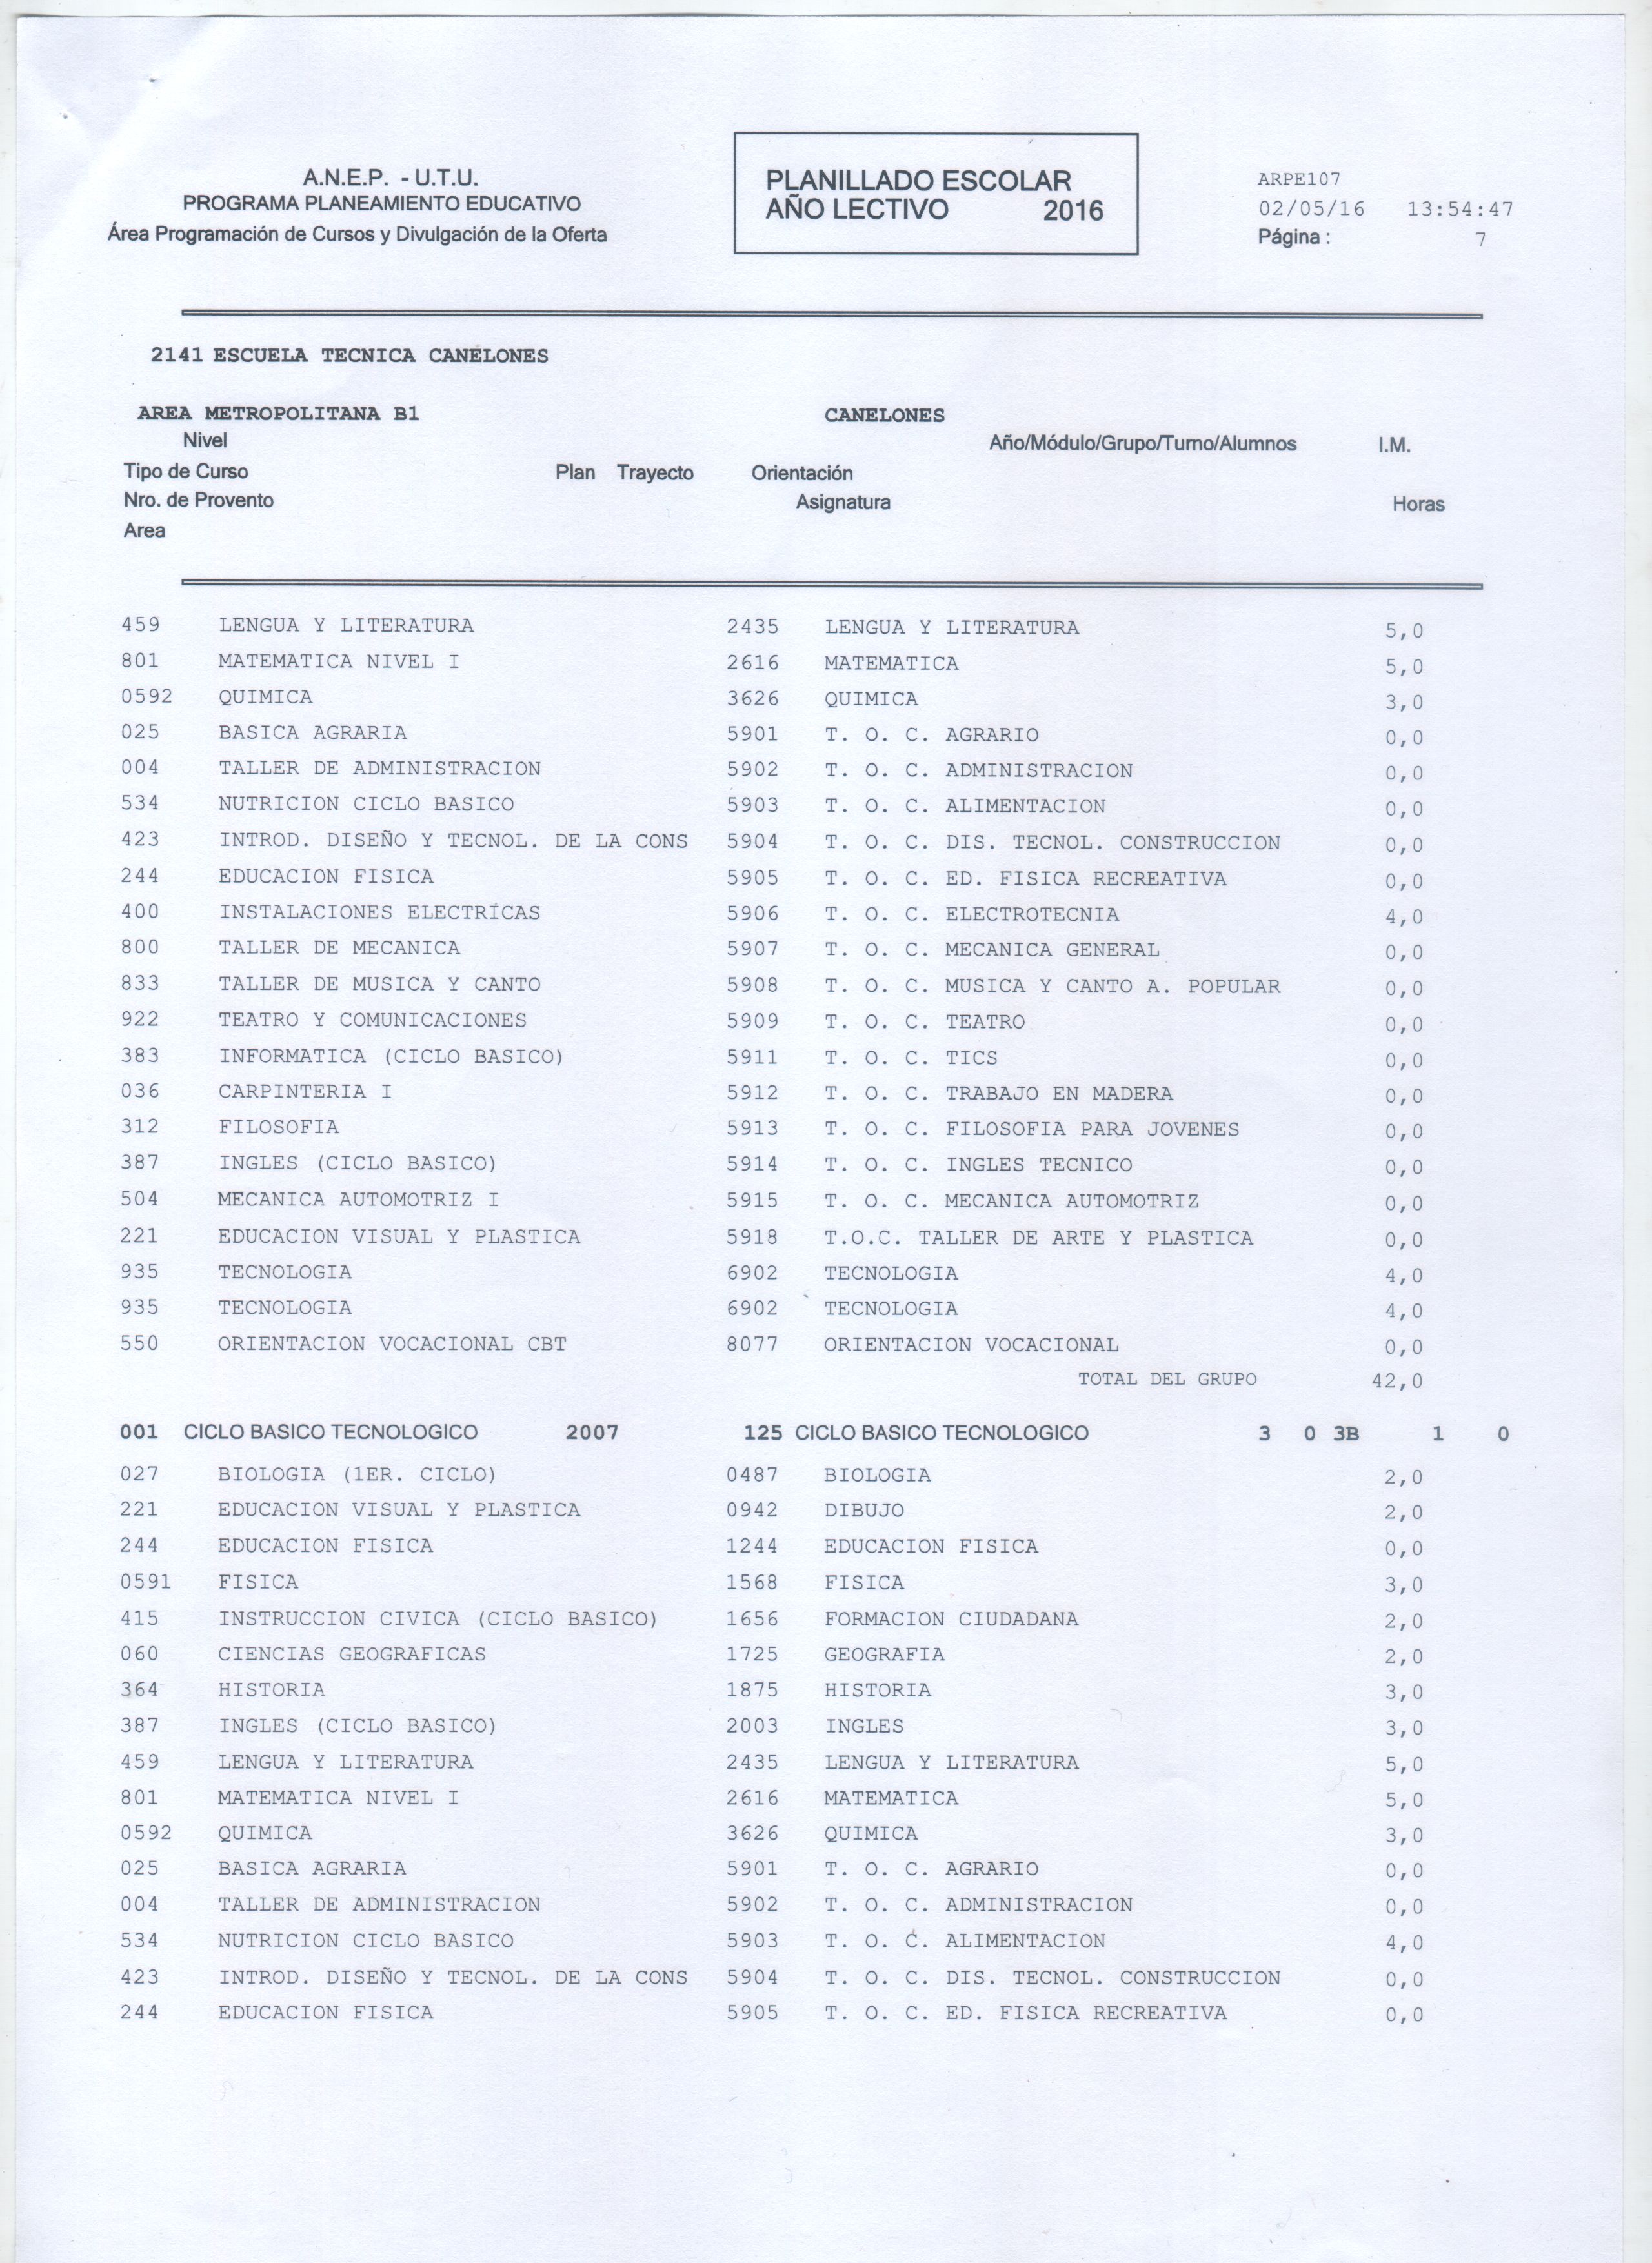 A.N.E.P. - U.T.U.
PROGRAMA PLANEAMIENTO EDUCATIVO
Área Programación de Cursos y Divulgación de la Oferta
PLANILLADO ESCOLAR
AÑO LECTIVO 2016
ARPE107
02/05/16 13:54:47
Página : 7
2141 ESCUELA TECNICA CANELONES
AREA METROPOLITANA B1 CANELONES
Nivel Año/Módulo/Grupo/Turno/Alumnos I.M.
Tipo de Curso Plan Trayecto Orientación
Nro. de Provento Asignatura Horas
Area
459 LENGUA Y LITERATURA 2435 LENGUA Y LITERATURA 5,0
801 MATEMATICA NIVEL I 2616 MATEMATICA 5,0
0592 QUIMICA 3626 QUIMICA 3,0
025 BASICA AGRARIA 5901 T. O. C. AGRARIO 0,0
004 TALLER DE ADMINISTRACION 5902 T. O. C. ADMINISTRACION 0,0
534 NUTRICION CICLO BASICO 5903 T. O. C. ALIMENTACION 0,0
423 INTROD. DISEÑO Y TECNOL. DE LA CONS 5904 T. O. C. DIS. TECNOL. CONSTRUCCION 0,0
244 EDUCACION FISICA 5905 T. O. C. ED. FISICA RECREATIVA 0,0
400 INSTALACIONES ELECTRICAS 5906 T. O. C. ELECTROTECNIA 4,0
800 TALLER DE MECANICA 5907 T. O. C. MECANICA GENERAL 0,0
833 TALLER DE MUSICA Y CANTO 5908 T. O. C. MUSICA Y CANTO A. POPULAR 0,0
922 TEATRO Y COMUNICACIONES 5909 T. O. C. TEATRO 0,0
383 INFORMATICA (CICLO BASICO) 5911 T. O. C. TICS 0,0
036 CARPINTERIA I 5912 T. O. C. TRABAJO EN MADERA 0,0
312 FILOSOFIA 5913 T. O. C. FILOSOFIA PARA JOVENES 0,0
387 INGLES (CICLO BASICO) 5914 T. O. C. INGLES TECNICO 0,0
504 MECANICA AUTOMOTRIZ I 5915 T. O. C. MECANICA AUTOMOTRIZ 0,0
221 EDUCACION VISUAL Y PLASTICA 5918 T.O.C. TALLER DE ARTE Y PLASTICA 0,0
935 TECNOLOGIA 6902 TECNOLOGIA 4,0
935 TECNOLOGIA 6902 TECNOLOGIA 4,0
550 ORIENTACION VOCACIONAL CBT 8077 ORIENTACION VOCACIONAL 0,0
TOTAL DEL GRUPO 42,0
001 CICLO BASICO TECNOLOGICO 2007 125 CICLO BASICO TECNOLOGICO 3 0 3B 1 0
027 BIOLOGIA (1ER. CICLO) 0487 BIOLOGIA 2,0
221 EDUCACION VISUAL Y PLASTICA 0942 DIBUJO 2,0
244 EDUCACION FISICA 1244 EDUCACION FISICA 0,0
0591 FISICA 1568 FISICA 3,0
415 INSTRUCCION CIVICA (CICLO BASICO) 1656 FORMACION CIUDADANA 2,0
060 CIENCIAS GEOGRAFICAS 1725 GEOGRAFIA 2,0
364 HISTORIA 1875 HISTORIA 3,0
387 INGLES (CICLO BASICO) 2003 INGLES 3,0
459 LENGUA Y LITERATURA 2435 LENGUA Y LITERATURA 5,0
801 MATEMATICA NIVEL I 2616 MATEMATICA 5,0
0592 QUIMICA 3626 QUIMICA 3,0
025 BASICA AGRARIA 5901 T. O. C. AGRARIO 0,0
004 TALLER DE ADMINISTRACION 5902 T. O. C. ADMINISTRACION 0,0
534 NUTRICION CICLO BASICO 5903 T. O. C. ALIMENTACION 4,0
423 INTROD. DISEÑO Y TECNOL. DE LA CONS 5904 T. O. C. DIS. TECNOL. CONSTRUCCION 0,0
244 EDUCACION FISICA 5905 T. O. C. ED. FISICA RECREATIVA 0,0